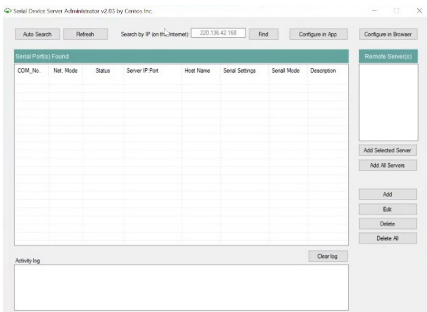 Serial Device Server Administrator v2.03 by Centos Inc.
Auto Search Refresh Search by IP (on the Internet) 220.136.42.168 Find Configure in App Configure in Browser
Serial Port(s) Found Remote Server(s)
COM_No. Net. Mode Status Server IP:Port Host Name Serial Settings Serial Mode Description
Add Selected Server
Add All Servers
Add
Edit
Delete
Delete All
Activity log Clear log